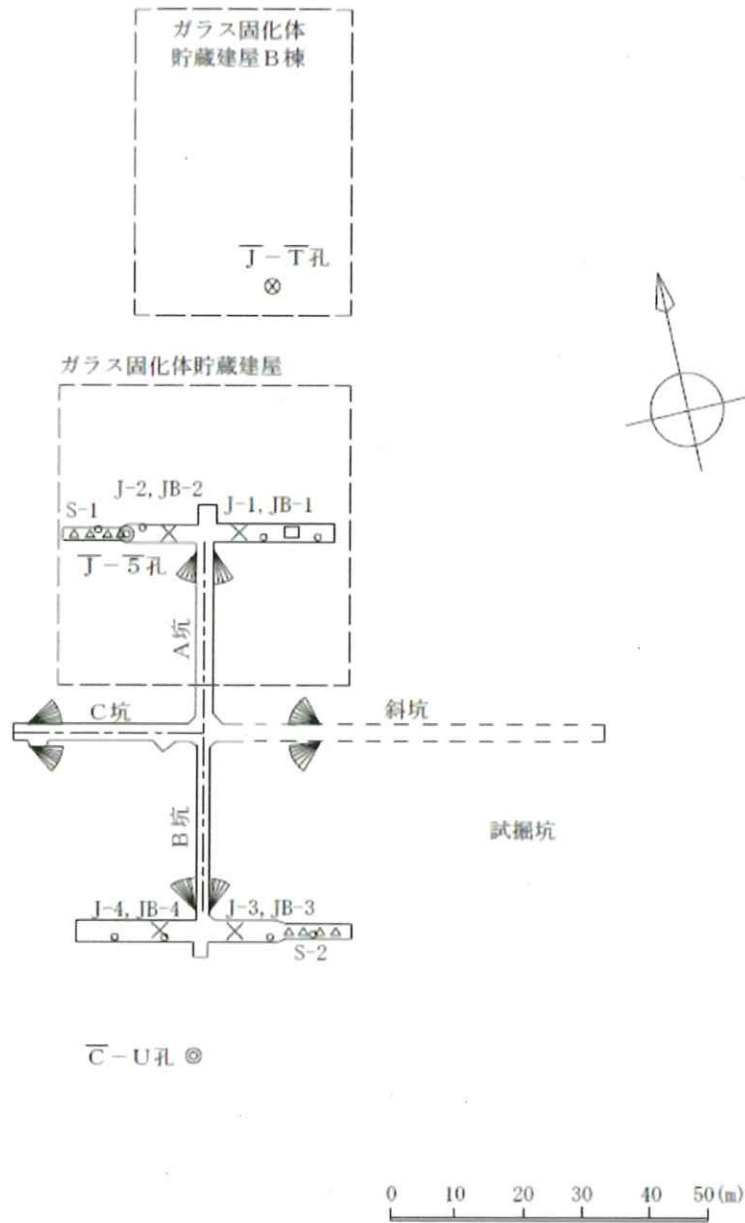 ガラス固化体
貯蔵建屋B棟
J-T孔
ガラス固化体貯蔵建屋
J-2, JB-2
J-1, JB-1
S-1
J-5孔
A坑
C坑
斜坑
B坑
試掘坑
J-4, JB-4
J-3, JB-3
S-2
C-U孔
0 10 20 30 40 50(m)